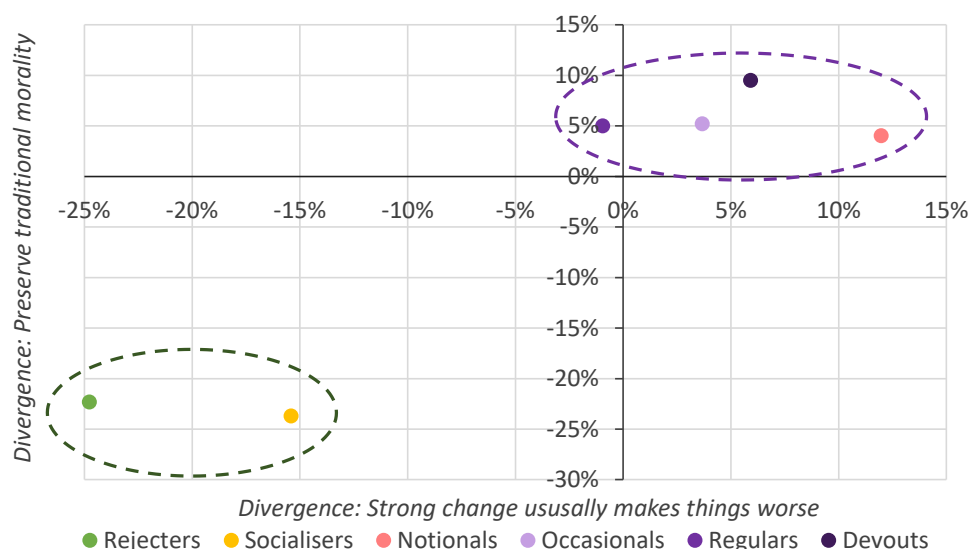 Divergence: Preserve traditional morality
15%
10%
5%
0%
-25% -20% -15% -10% -5% 0% 5% 10% 15%
-5%
-10%
-15%
-20%
-25%
-30%
Divergence: Strong change ususally makes things worse
Rejecters Socialisers Notionals Occasionals Regulars Devouts